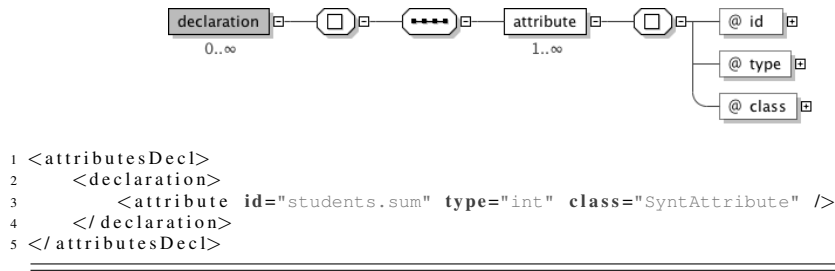 declaration attribute @ id
0..∞ 1..∞
@ type
@ class
1 <attributesDecl>
2 <declaration>
3 <attribute id="students.sum" type="int" class="SyntAttribute" />
4 </declaration>
5 </attributesDecl>